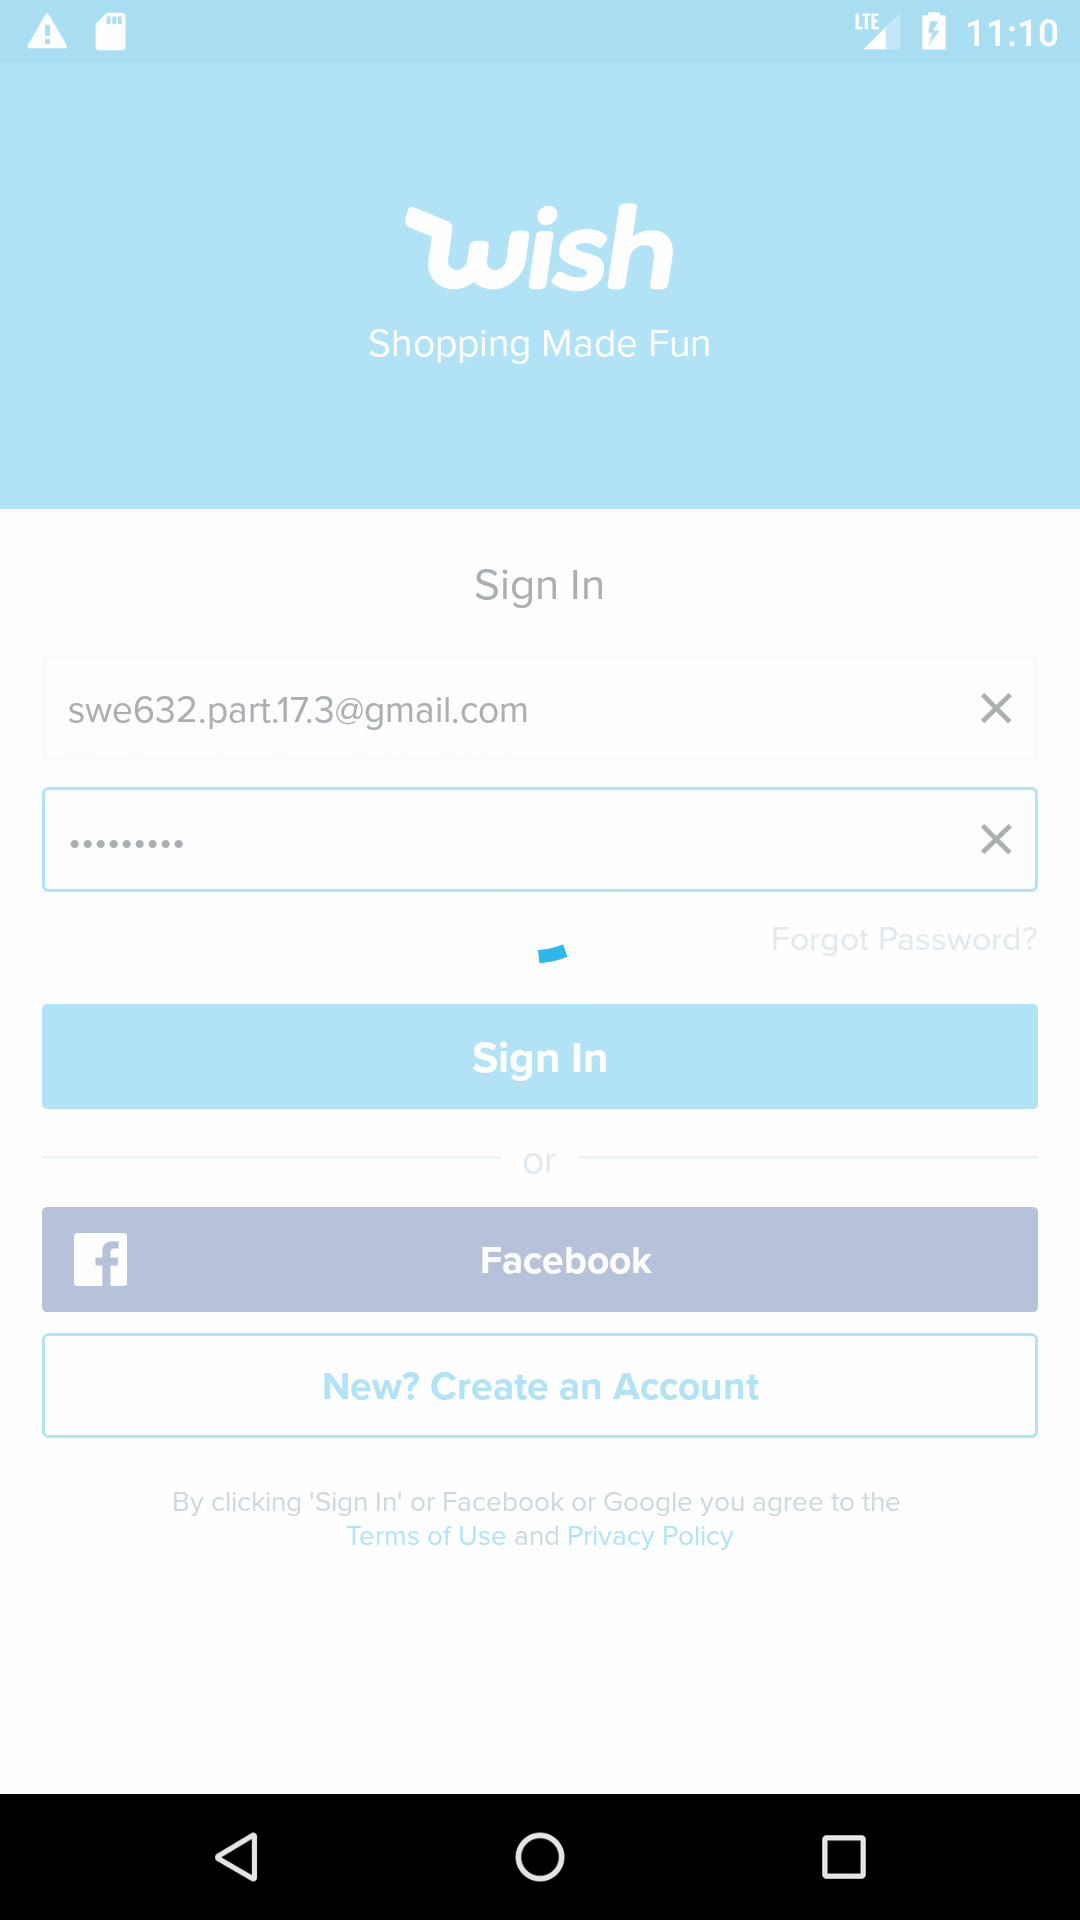 LTE 11:10
wish
Shopping Made Fun
Sign In
swe632.part.17.3@gmail.com
•••••••••
Forgot Password?
Sign In
or
Facebook
New? Create an Account
By clicking 'Sign In' or Facebook or Google you agree to the
Terms of Use and Privacy Policy